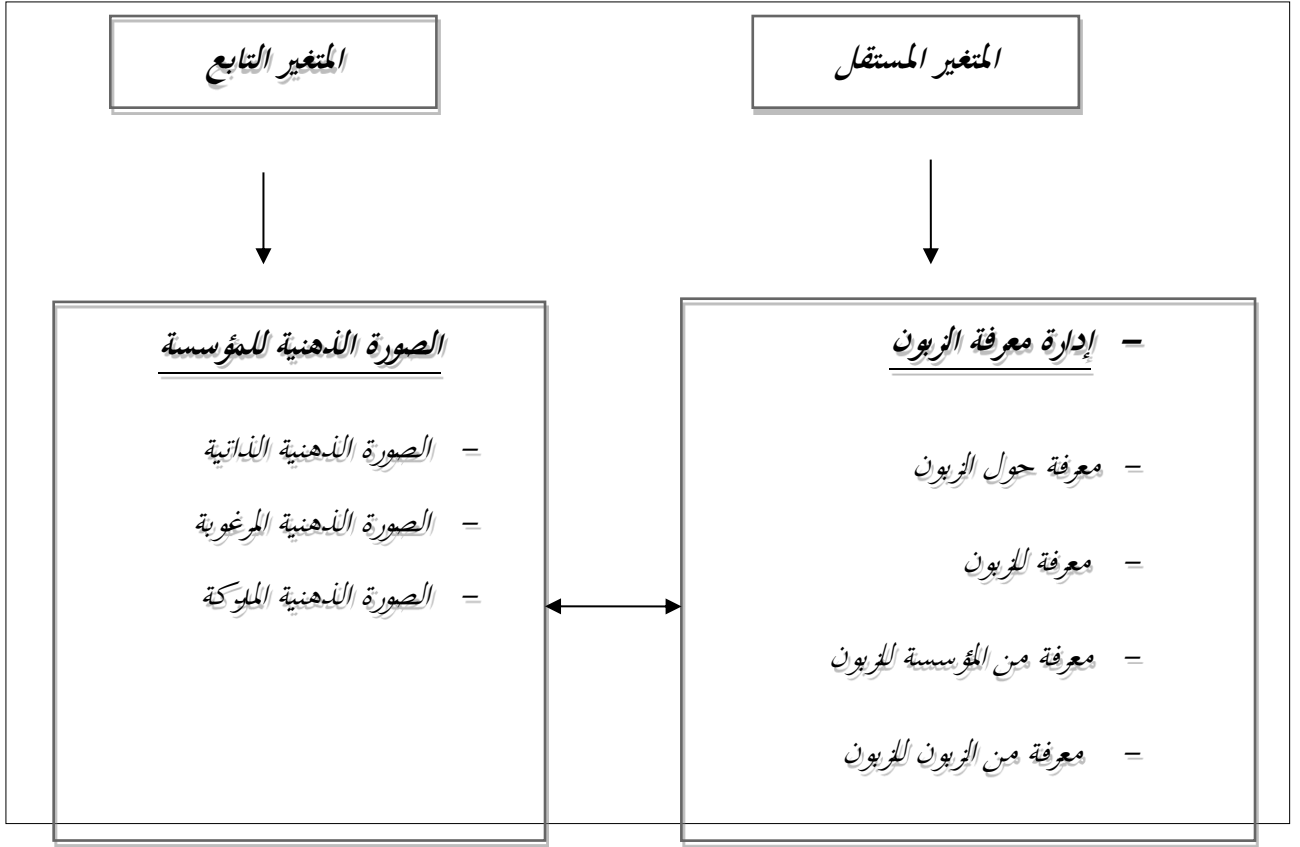 المتغير المستقل
المتغير التابع
- إدارة معرفة الزبون
- معرفة حول الزبون
- معرفة للزبون
- معرفة من المؤسسة للزبون
- معرفة من الزبون للزبون
الصورة الذهنية للمؤسسة
- الصورة الذهنية الذاتية
- الصورة الذهنية المرغوبة
- الصورة الذهنية المدركة